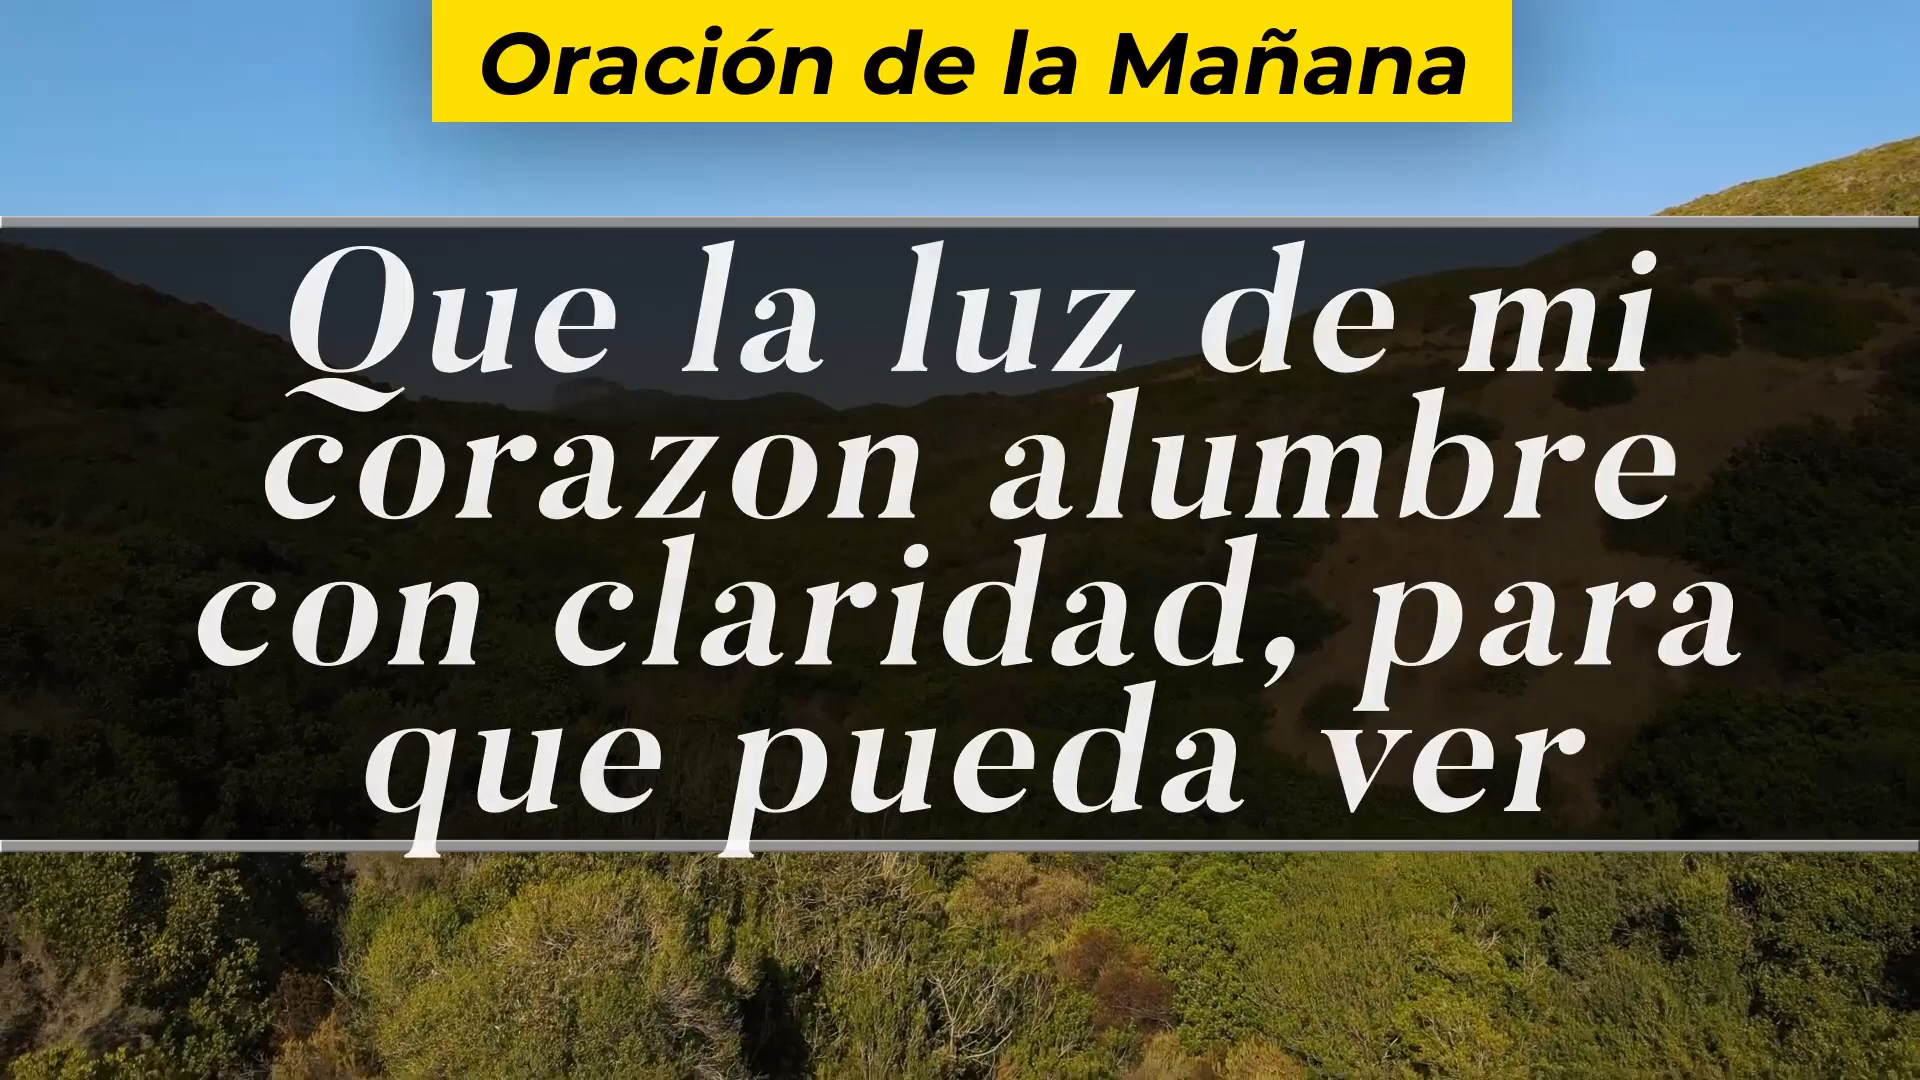 Oración de la Mañana
Que la luz de mi
corazon alumbre
con claridad, para
que pueda ver